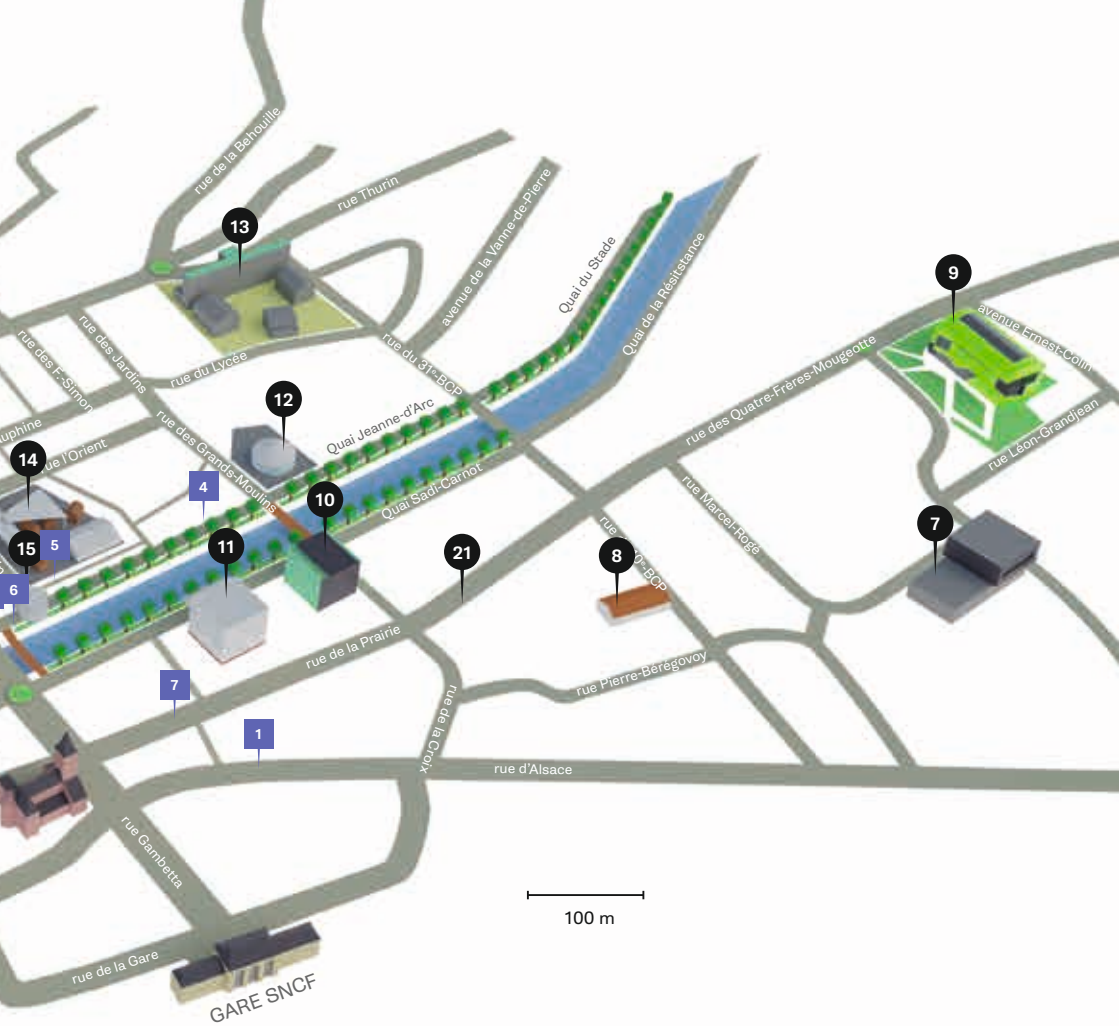 rue de la Behouille
rue Thurin
13
avenue de la Vanne-de-Pierre
Quai du Stade
Quai de la Résitstance
9
avenue Ernest-Colin
rue des Jardins
rue des F.-Simon
rue du Lycée
rue du 31e-BCP
rue des Quatre-Frères-Mougeotte
12
Quai Jeanne-d'Arc
rue des Grands-Moulins
rue Léon-Grandjean
14
rue l'Orient
4
10
Quai Sadi-Carnot
rue Marcel-Rogé
7
15
5
11
21
8
6
rue de la Prairie
rue Pierre-Bérégovoy
7
rue de la Croix
1
rue d'Alsace
rue Gambetta
100 m
rue de la Gare
GARE SNCF